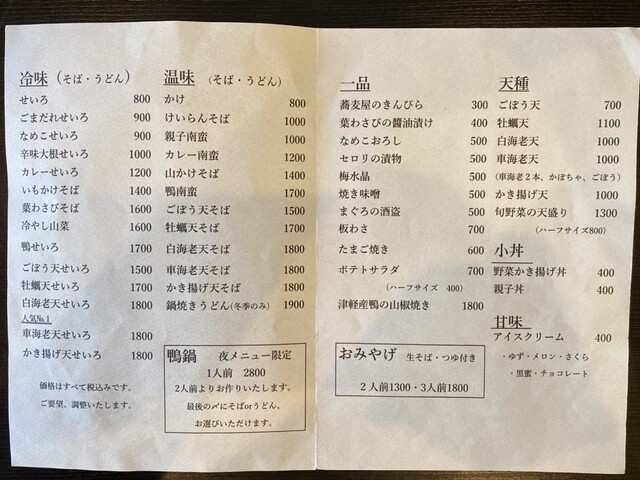 冷味（そば・うどん）
せいろ 800
ごまだれせいろ 900
なめこせいろ 900
辛味大根せいろ 1000
カレーせいろ 1200
いもかけそば 1400
葉わさびそば 1600
冷やし山菜 1600
鴨せいろ 1700
ごぼう天せいろ 1500
牡蠣天せいろ 1700
白海老天せいろ 1800
人気№1
車海老天せいろ 1800
かき揚げ天せいろ 1800
価格はすべて税込みです。
ご要望、調整いたします。
温味（そば・うどん）
かけ 800
けいらんそば 1000
親子南蛮 1000
カレー南蛮 1200
山かけそば 1400
鴨南蛮 1700
ごぼう天そば 1500
牡蠣天そば 1700
白海老天そば 1800
車海老天そば 1800
かき揚げ天そば 1800
鍋焼きうどん(冬季のみ) 1900
鴨鍋 夜メニュー限定
1人前 2800
2人前よりお作りいたします。
最後の〆にそばorうどん、
お選びいただけます。
一品
蕎麦屋のきんぴら 300
葉わさびの醤油漬け 400
なめこおろし 500
セロリの漬物 500
梅水晶 500
焼き味噌 500
まぐろの酒盗 500
板わさ 700
たまご焼き 600
ポテトサラダ 700
（ハーフサイズ 400）
津軽産鴨の山椒焼き 1800
おみやげ 生そば・つゆ付き
２人前1300・3人前1800
天種
ごぼう天 700
牡蠣天 1100
白海老天 1000
車海老天 1000
（車海老２本、かぼちゃ、ごぼう）
かき揚げ天 1000
旬野菜の天盛り 1300
（ハーフサイズ800）
小丼
野菜かき揚げ丼 400
親子丼 400
甘味
アイスクリーム 400
・ゆず・メロン・さくら
・黒蜜・チョコレート